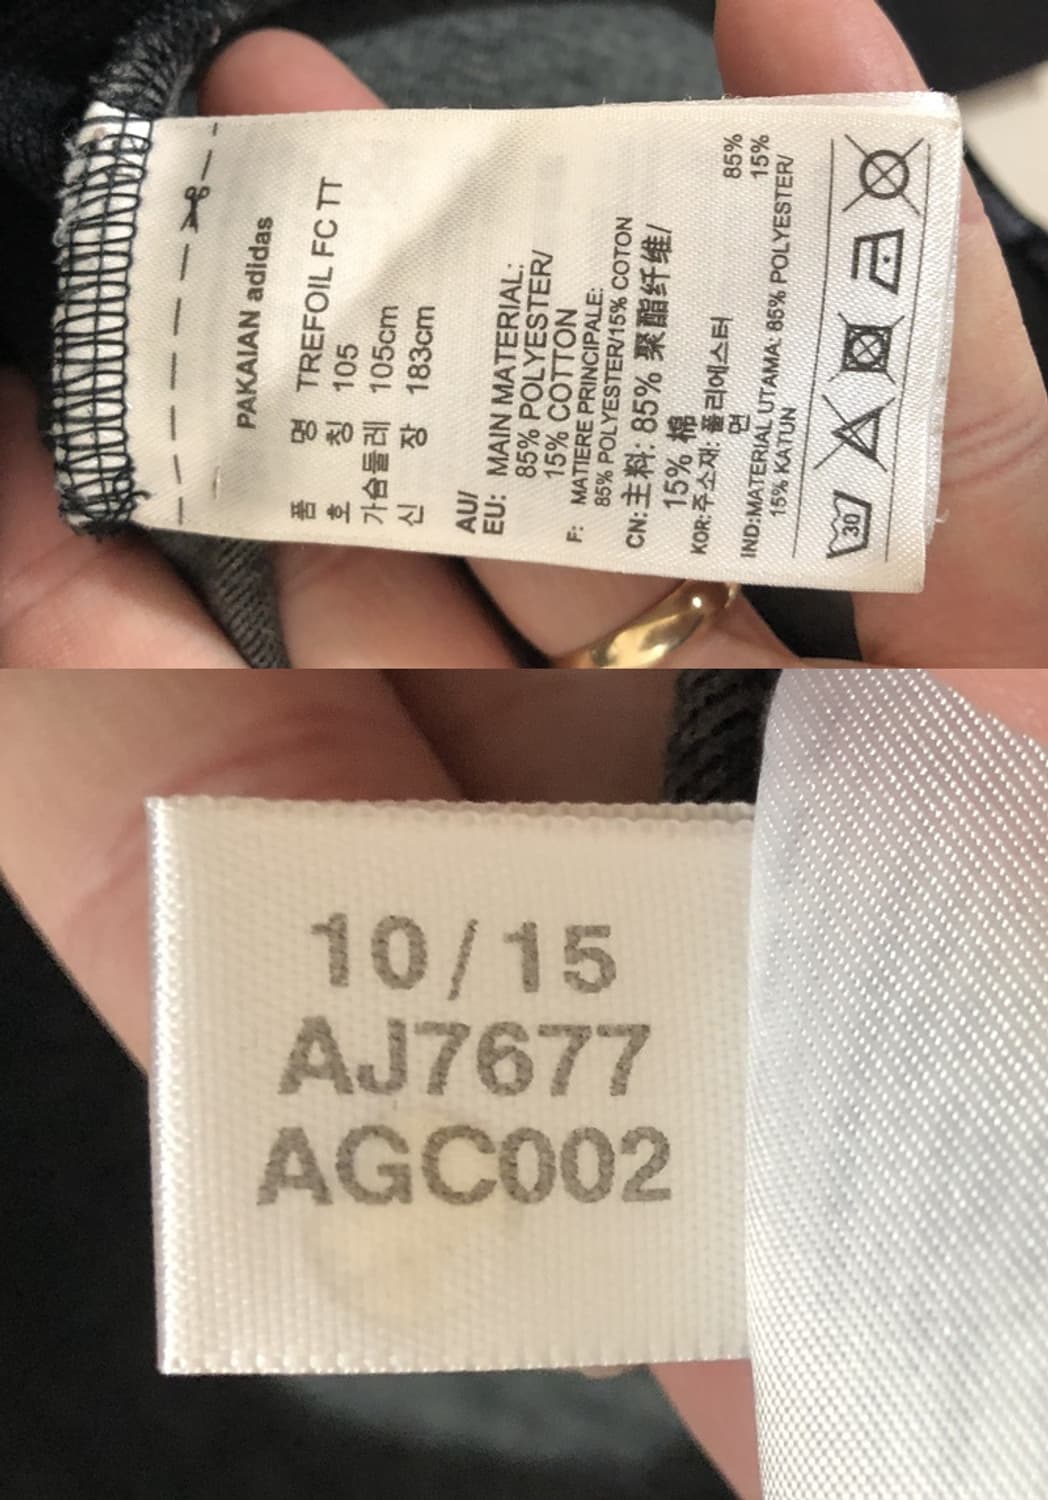 PAKAIAN adidas
품 명 TREFOIL FC TT
호 칭 105
가슴둘레 105cm
신 장 183cm
AU/
EU: MAIN MATERIAL:
85% POLYESTER/
15% COTTON
F: MATIERE PRINCIPALE:
85% POLYESTER/15% COTON
CN:主料: 85% 聚酯纤维/
15% 棉
KOR:주소재: 폴리에스터 85%
면 15%
IND:MATERIAL UTAMA: 85% POLYESTER/
15% KATUN
30
10/15
AJ7677
AGC002